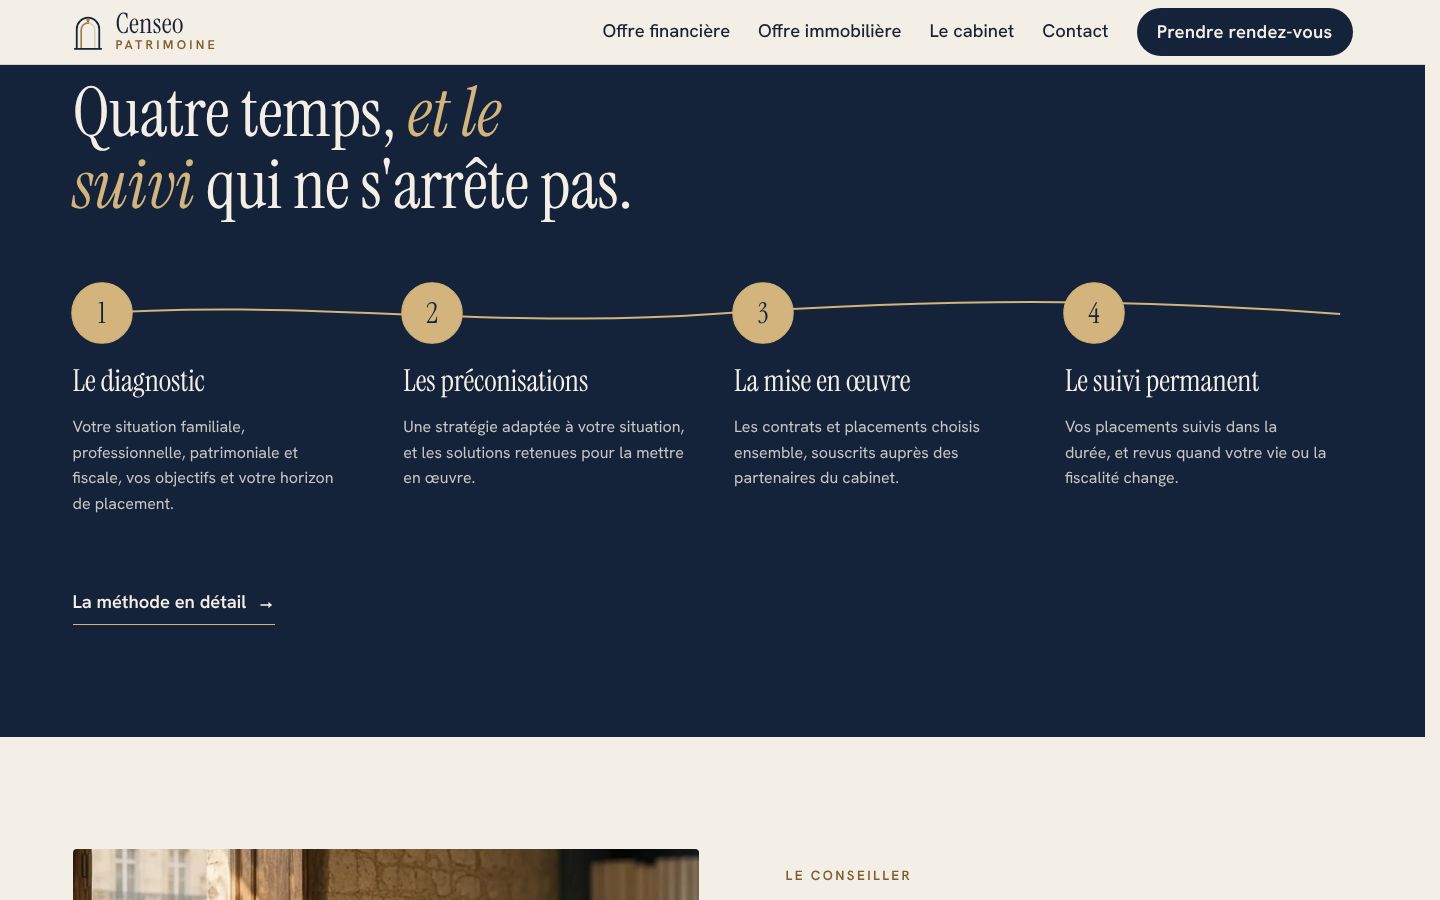 Censeo
PATRIMOINE
Offre financière
Offre immobilière
Le cabinet
Contact
Prendre rendez-vous
Quatre temps, et le
suivi qui ne s'arrête pas.
1
2
3
4
Le diagnostic
Votre situation familiale,
professionnelle, patrimoniale et
fiscale, vos objectifs et votre horizon
de placement.
Les préconisations
Une stratégie adaptée à votre situation,
et les solutions retenues pour la mettre
en œuvre.
La mise en œuvre
Les contrats et placements choisis
ensemble, souscrits auprès des
partenaires du cabinet.
Le suivi permanent
Vos placements suivis dans la
durée, et revus quand votre vie ou la
fiscalité change.
La méthode en détail →
LE CONSEILLER